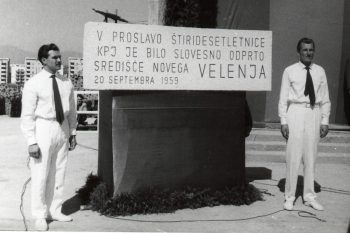 V PROSLAVO ŠTIRIDESETLETNICE
KPJ JE BILO SLOVESNO ODPRTO
SREDIŠČE NOVEGA VELENJA
20 SEPTEMBRA 1959